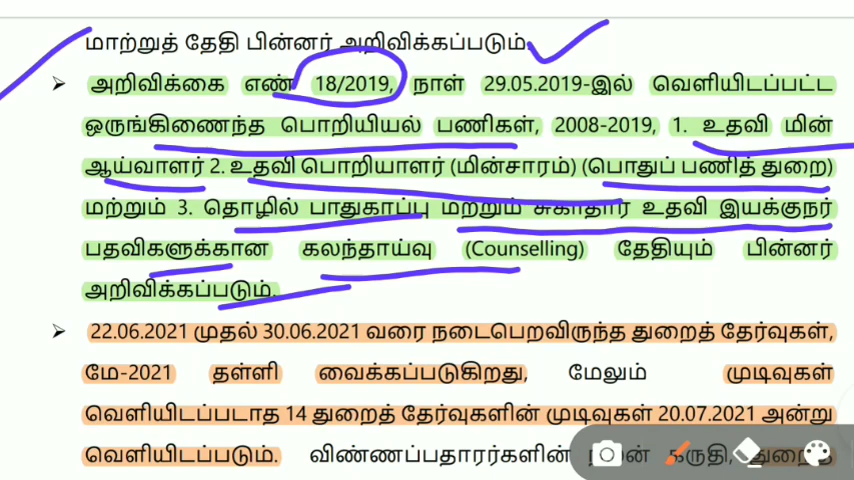 மாற்றுத் தேதி பின்னர் அறிவிக்கப்படும்.
➢ அறிவிக்கை எண் 18/2019, நாள் 29.05.2019-இல் வெளியிடப்பட்ட
ஒருங்கிணைந்த பொறியியல் பணிகள், 2008-2019, 1. உதவி மின்
ஆய்வாளர் 2. உதவி பொறியாளர் (மின்சாரம்) (பொதுப் பணித் துறை)
மற்றும் 3. தொழில் பாதுகாப்பு மற்றும் சுகாதார உதவி இயக்குநர்
பதவிகளுக்கான கலந்தாய்வு (Counselling) தேதியும் பின்னர்
அறிவிக்கப்படும்.
➢ 22.06.2021 முதல் 30.06.2021 வரை நடைபெறவிருந்த துறைத் தேர்வுகள்,
மே-2021 தள்ளி வைக்கப்படுகிறது, மேலும் முடிவுகள்
வெளியிடப்படாத 14 துறைத் தேர்வுகளின் முடிவுகள் 20.07.2021 அன்று
வெளியிடப்படும். விண்ணப்பதாரர்களின்